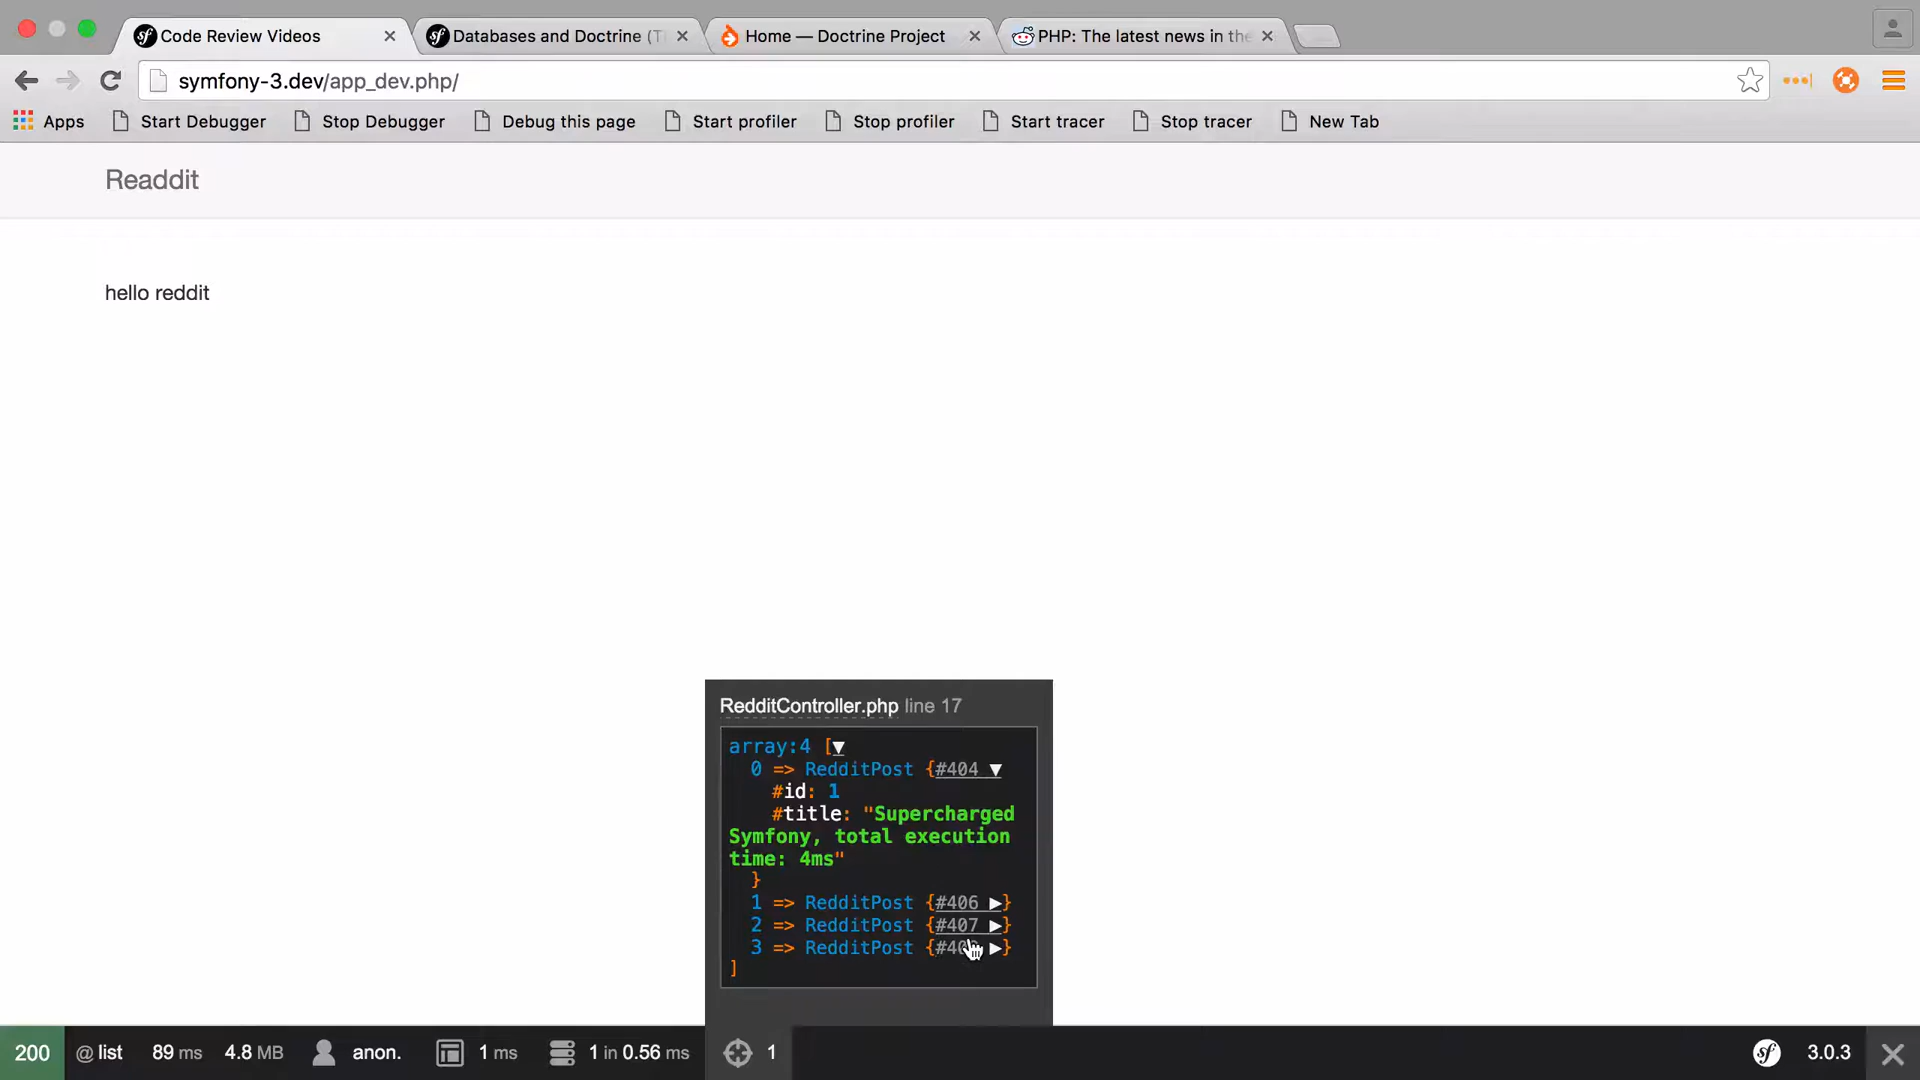 Code Review Videos
Databases and Doctrine (T
Home — Doctrine Project
PHP: The latest news in the
symfony-3.dev/app_dev.php/
Apps
Start Debugger
Stop Debugger
Debug this page
Start profiler
Stop profiler
Start tracer
Stop tracer
New Tab
Readdit
hello reddit
RedditController.php line 17
array:4 [▼
0 => RedditPost {#404 ▼
#id: 1
#title: "Supercharged
Symfony, total execution
time: 4ms"
}
1 => RedditPost {#406 ▶}
2 => RedditPost {#407 ▶}
3 => RedditPost { ▶}
]
200 @ list 89 ms 4.8 MB anon. 1 ms 1 in 0.56 ms 1 3.0.3